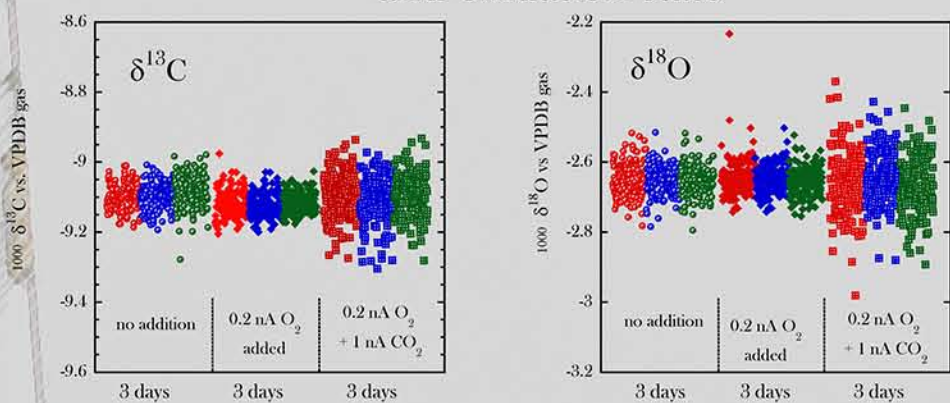 -8.6
-8.8
-9
-9.2
-9.4
-9.6
1000 δ¹³C vs. VPDB gas
δ¹³C
no addition
0.2 nA O₂
added
0.2 nA O₂
+ 1 nA CO₂
3 days
3 days
3 days
-2.2
-2.4
-2.6
-2.8
-3
-3.2
1000 δ¹⁸O vs VPDB gas
δ¹⁸O
no addition
0.2 nA O₂
added
0.2 nA O₂
+ 1 nA CO₂
3 days
3 days
3 days